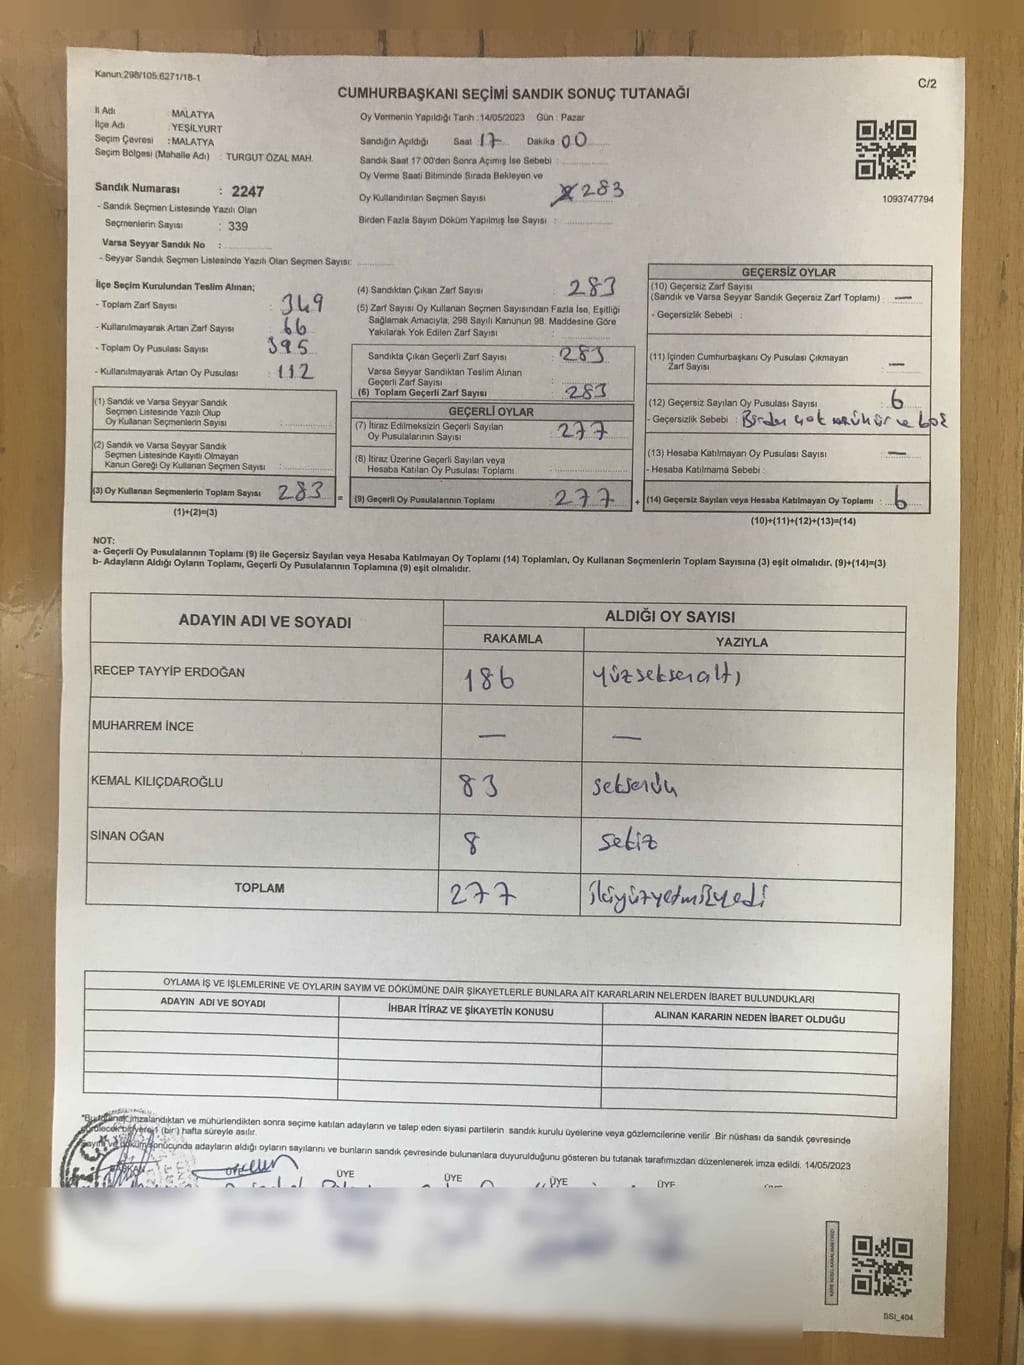 Kanun:298/105;6271/18-1
C/2
CUMHURBAŞKANI SEÇİMİ SANDIK SONUÇ TUTANAĞI
İl Adı : MALATYA
İlçe Adı : YEŞİLYURT
Seçim Çevresi : MALATYA
Seçim Bölgesi (Mahalle Adı) : TURGUT ÖZAL MAH.
Sandık Numarası : 2247
- Sandık Seçmen Listesinde Yazılı Olan
Seçmenlerin Sayısı : 339
Varsa Seyyar Sandık No :
- Seyyar Sandık Seçmen Listesinde Yazılı Olan Seçmen Sayısı:
Oy Vermenin Yapıldığı Tarih : 14/05/2023 Gün : Pazar
Sandığın Açıldığı Saat 17 Dakika 00
Sandık Saat 17:00'den Sonra Açımış İse Sebebi :
Oy Verme Saati Bitiminde Sırada Bekleyen ve
Oy Kullandırılan Seçmen Sayısı 283
Birden Fazla Sayım Döküm Yapılmış İse Sayısı :
1093747794
İlçe Seçim Kurulundan Teslim Alınan;
- Toplam Zarf Sayısı : 349
- Kullanılmayarak Artan Zarf Sayısı : 66
- Toplam Oy Pusulası Sayısı : 395
- Kullanılmayarak Artan Oy Pusulası : 112
(1) Sandık ve Varsa Seyyar Sandık
Seçmen Listesinde Yazılı Olup
Oy Kullanan Seçmenlerin Sayısı :
(2) Sandık ve Varsa Seyyar Sandık
Seçmen Listesinde Kayıtlı Olmayan
Kanun Gereği Oy Kullanan Seçmen Sayısı :
(3) Oy Kullanan Seçmenlerin Toplam Sayısı : 283 =
(1)+(2)=(3)
(4) Sandıktan Çıkan Zarf Sayısı : 283
(5) Zarf Sayısı Oy Kullanan Seçmen Sayısından Fazla İse, Eşitliği
Sağlamak Amacıyla; 298 Sayılı Kanunun 98. Maddesine Göre
Yakılarak Yok Edilen Zarf Sayısı :
Sandıkta Çıkan Geçerli Zarf Sayısı : 283
Varsa Seyyar Sandıktan Teslim Alınan
Geçerli Zarf Sayısı :
(6) Toplam Geçerli Zarf Sayısı : 283
GEÇERLİ OYLAR
(7) İtiraz Edilmeksizin Geçerli Sayılan
Oy Pusulalarının Sayısı : 277
(8) İtiraz Üzerine Geçerli Sayılan veya
Hesaba Katılan Oy Pusulası Toplamı :
(9) Geçerli Oy Pusulalarının Toplamı : 277 +
GEÇERSİZ OYLAR
(10) Geçersiz Zarf Sayısı
(Sandık ve Varsa Seyyar Sandık Geçersiz Zarf Toplamı) : —
- Geçersizlik Sebebi :
(11) İçinden Cumhurbaşkanı Oy Pusulası Çıkmayan
Zarf Sayısı : —
(12) Geçersiz Sayılan Oy Pusulası Sayısı : 6
- Geçersizlik Sebebi : Birden çok mühür ve boş
(13) Hesaba Katılmayan Oy Pusulası Sayısı : —
- Hesaba Katılmama Sebebi :
(14) Geçersiz Sayılan veya Hesaba Katılmayan Oy Toplamı : 6
(10)+(11)+(12)+(13)=(14)
NOT:
a- Geçerli Oy Pusulalarının Toplamı (9) ile Geçersiz Sayılan veya Hesaba Katılmayan Oy Toplamı (14) Toplamları, Oy Kullanan Seçmenlerin Toplam Sayısına (3) eşit olmalıdır. (9)+(14)=(3)
b- Adayların Aldığı Oyların Toplamı, Geçerli Oy Pusulalarının Toplamına (9) eşit olmalıdır.
ADAYIN ADI VE SOYADI
ALDIĞI OY SAYISI
RAKAMLA YAZIYLA
RECEP TAYYİP ERDOĞAN 186 Yüzseksenaltı
MUHARREM İNCE — —
KEMAL KILIÇDAROĞLU 83 seksenüç
SİNAN OĞAN 8 sekiz
TOPLAM 277 ikiyüzyetmişyedi
OYLAMA İŞ VE İŞLEMLERİNE VE OYLARIN SAYIM VE DÖKÜMÜNE DAİR ŞİKAYETLERLE BUNLARA AİT KARARLARIN NELERDEN İBARET BULUNDUKLARI
ADAYIN ADI VE SOYADI İHBAR İTİRAZ VE ŞİKAYETİN KONUSU ALINAN KARARIN NEDEN İBARET OLDUĞU
"Bu tutanak imzalandıktan ve mühürlendikten sonra seçime katılan adayların ve talep eden siyasi partilerin sandık kurulu üyelerine veya gözlemcilerine verilir .Bir nüshası da sandık çevresinde
görülecek bir yere 1 (bir) hafta süreyle asılır.
Sayım ve döküm sonucunda adayların aldığı oyların sayılarını ve bunların sandık çevresinde bulunanlara duyurulduğunu gösteren bu tutanak tarafımızdan düzenlenerek imza edildi. 14/05/2023
ÜYE ÜYE ÜYE ÜYE ÜYE
BSI_404